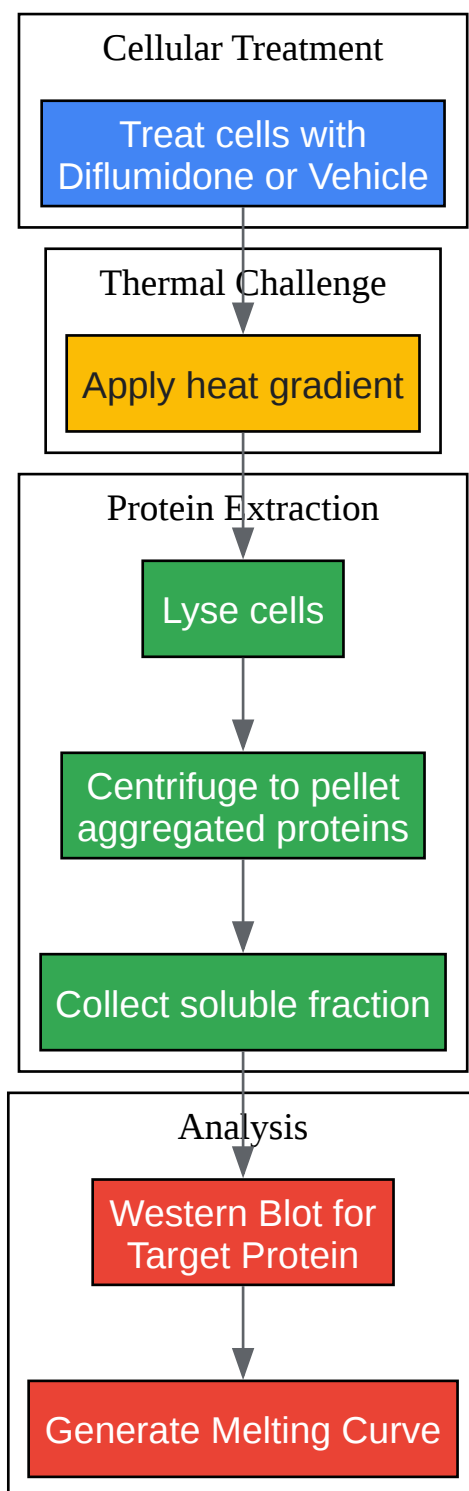 Cellular Treatment
Treat cells with
Diflumidone or Vehicle
Thermal Challenge
Apply heat gradient
Protein Extraction
Lyse cells
Centrifuge to pellet
aggregated proteins
Collect soluble fraction
Analysis
Western Blot for
Target Protein
Generate Melting Curve